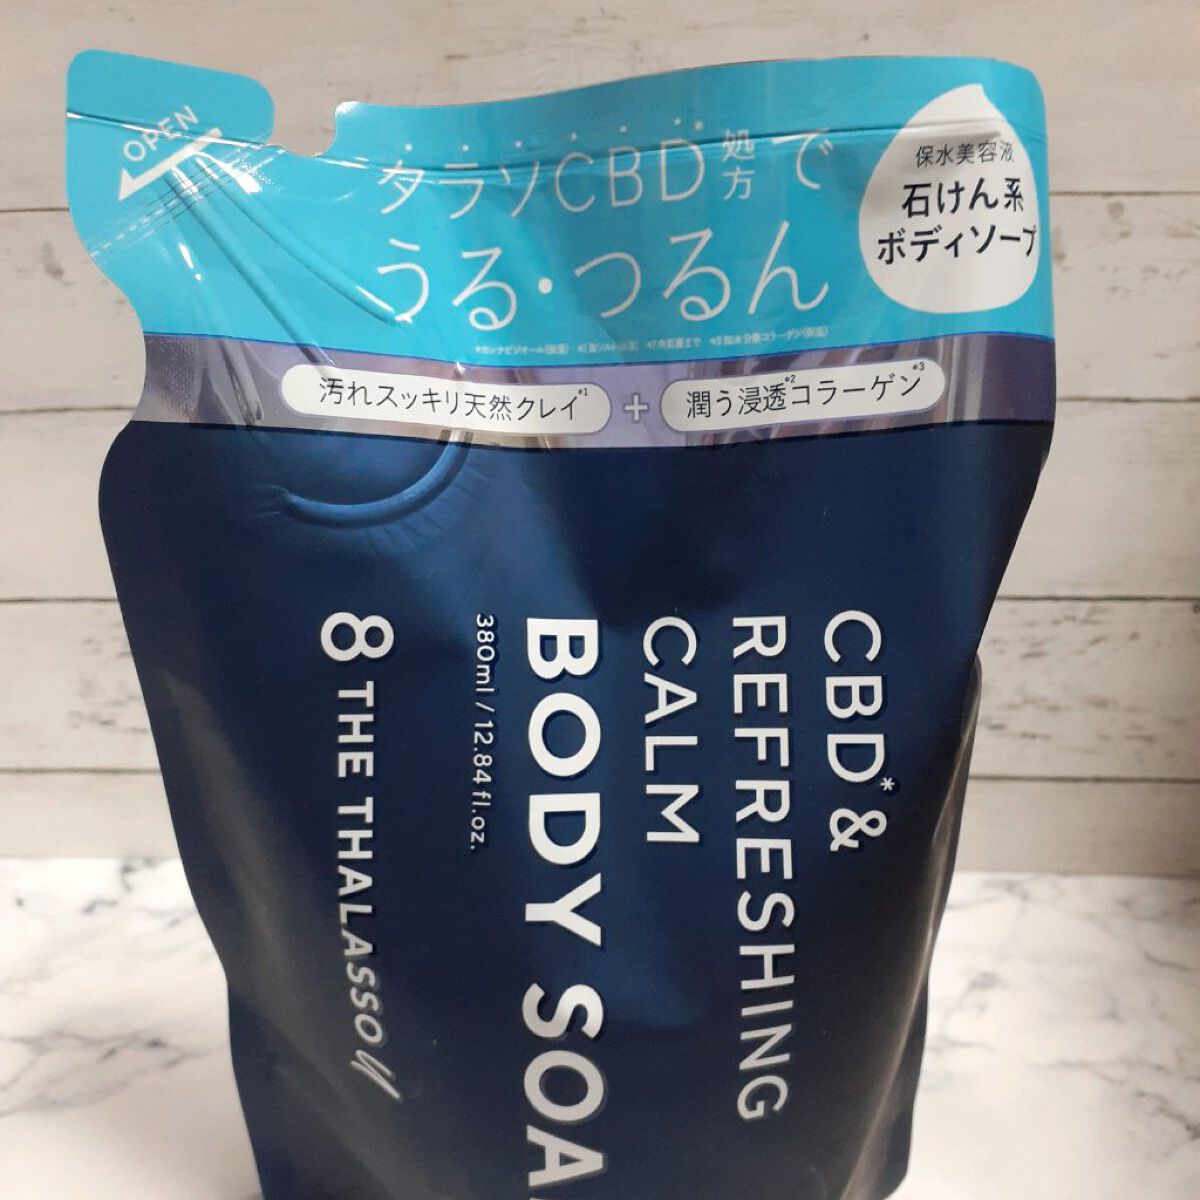 OPEN
タラソCBD*処方で
うる・つるん
保水美容液
石けん系
ボディソープ
汚れスッキリ天然クレイ*1
+
潤う浸透*2コラーゲン*3
CBD* &
REFRESHING
CALM
BODY SOA
380ml / 12.84 fl.oz.
8 THE THALASSO u